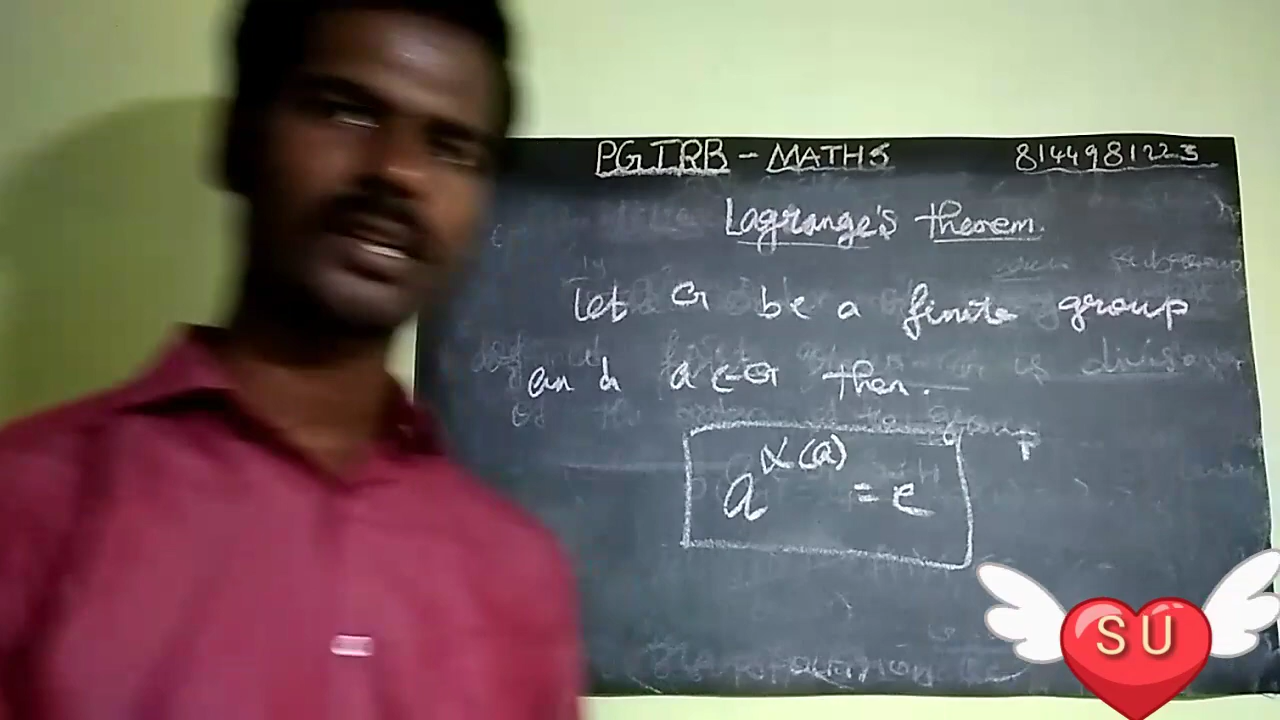 PGTRB - MATHS 8144981223
Lagrange's theorem.
Let G be a finite group
and a ∈ G then.
a^α(a) = e
SU